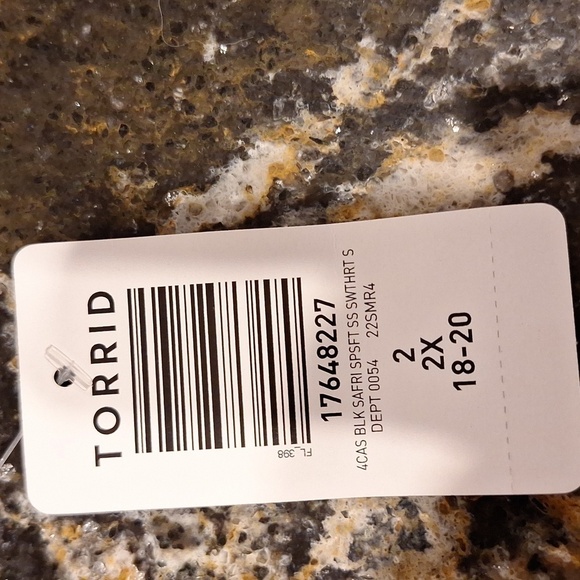 TORRID
FL_398
17648227
4CAS BLK SAFRI SPSFT SS SWTHRT S
DEPT 0054 22SMR4
2
2X
18-20